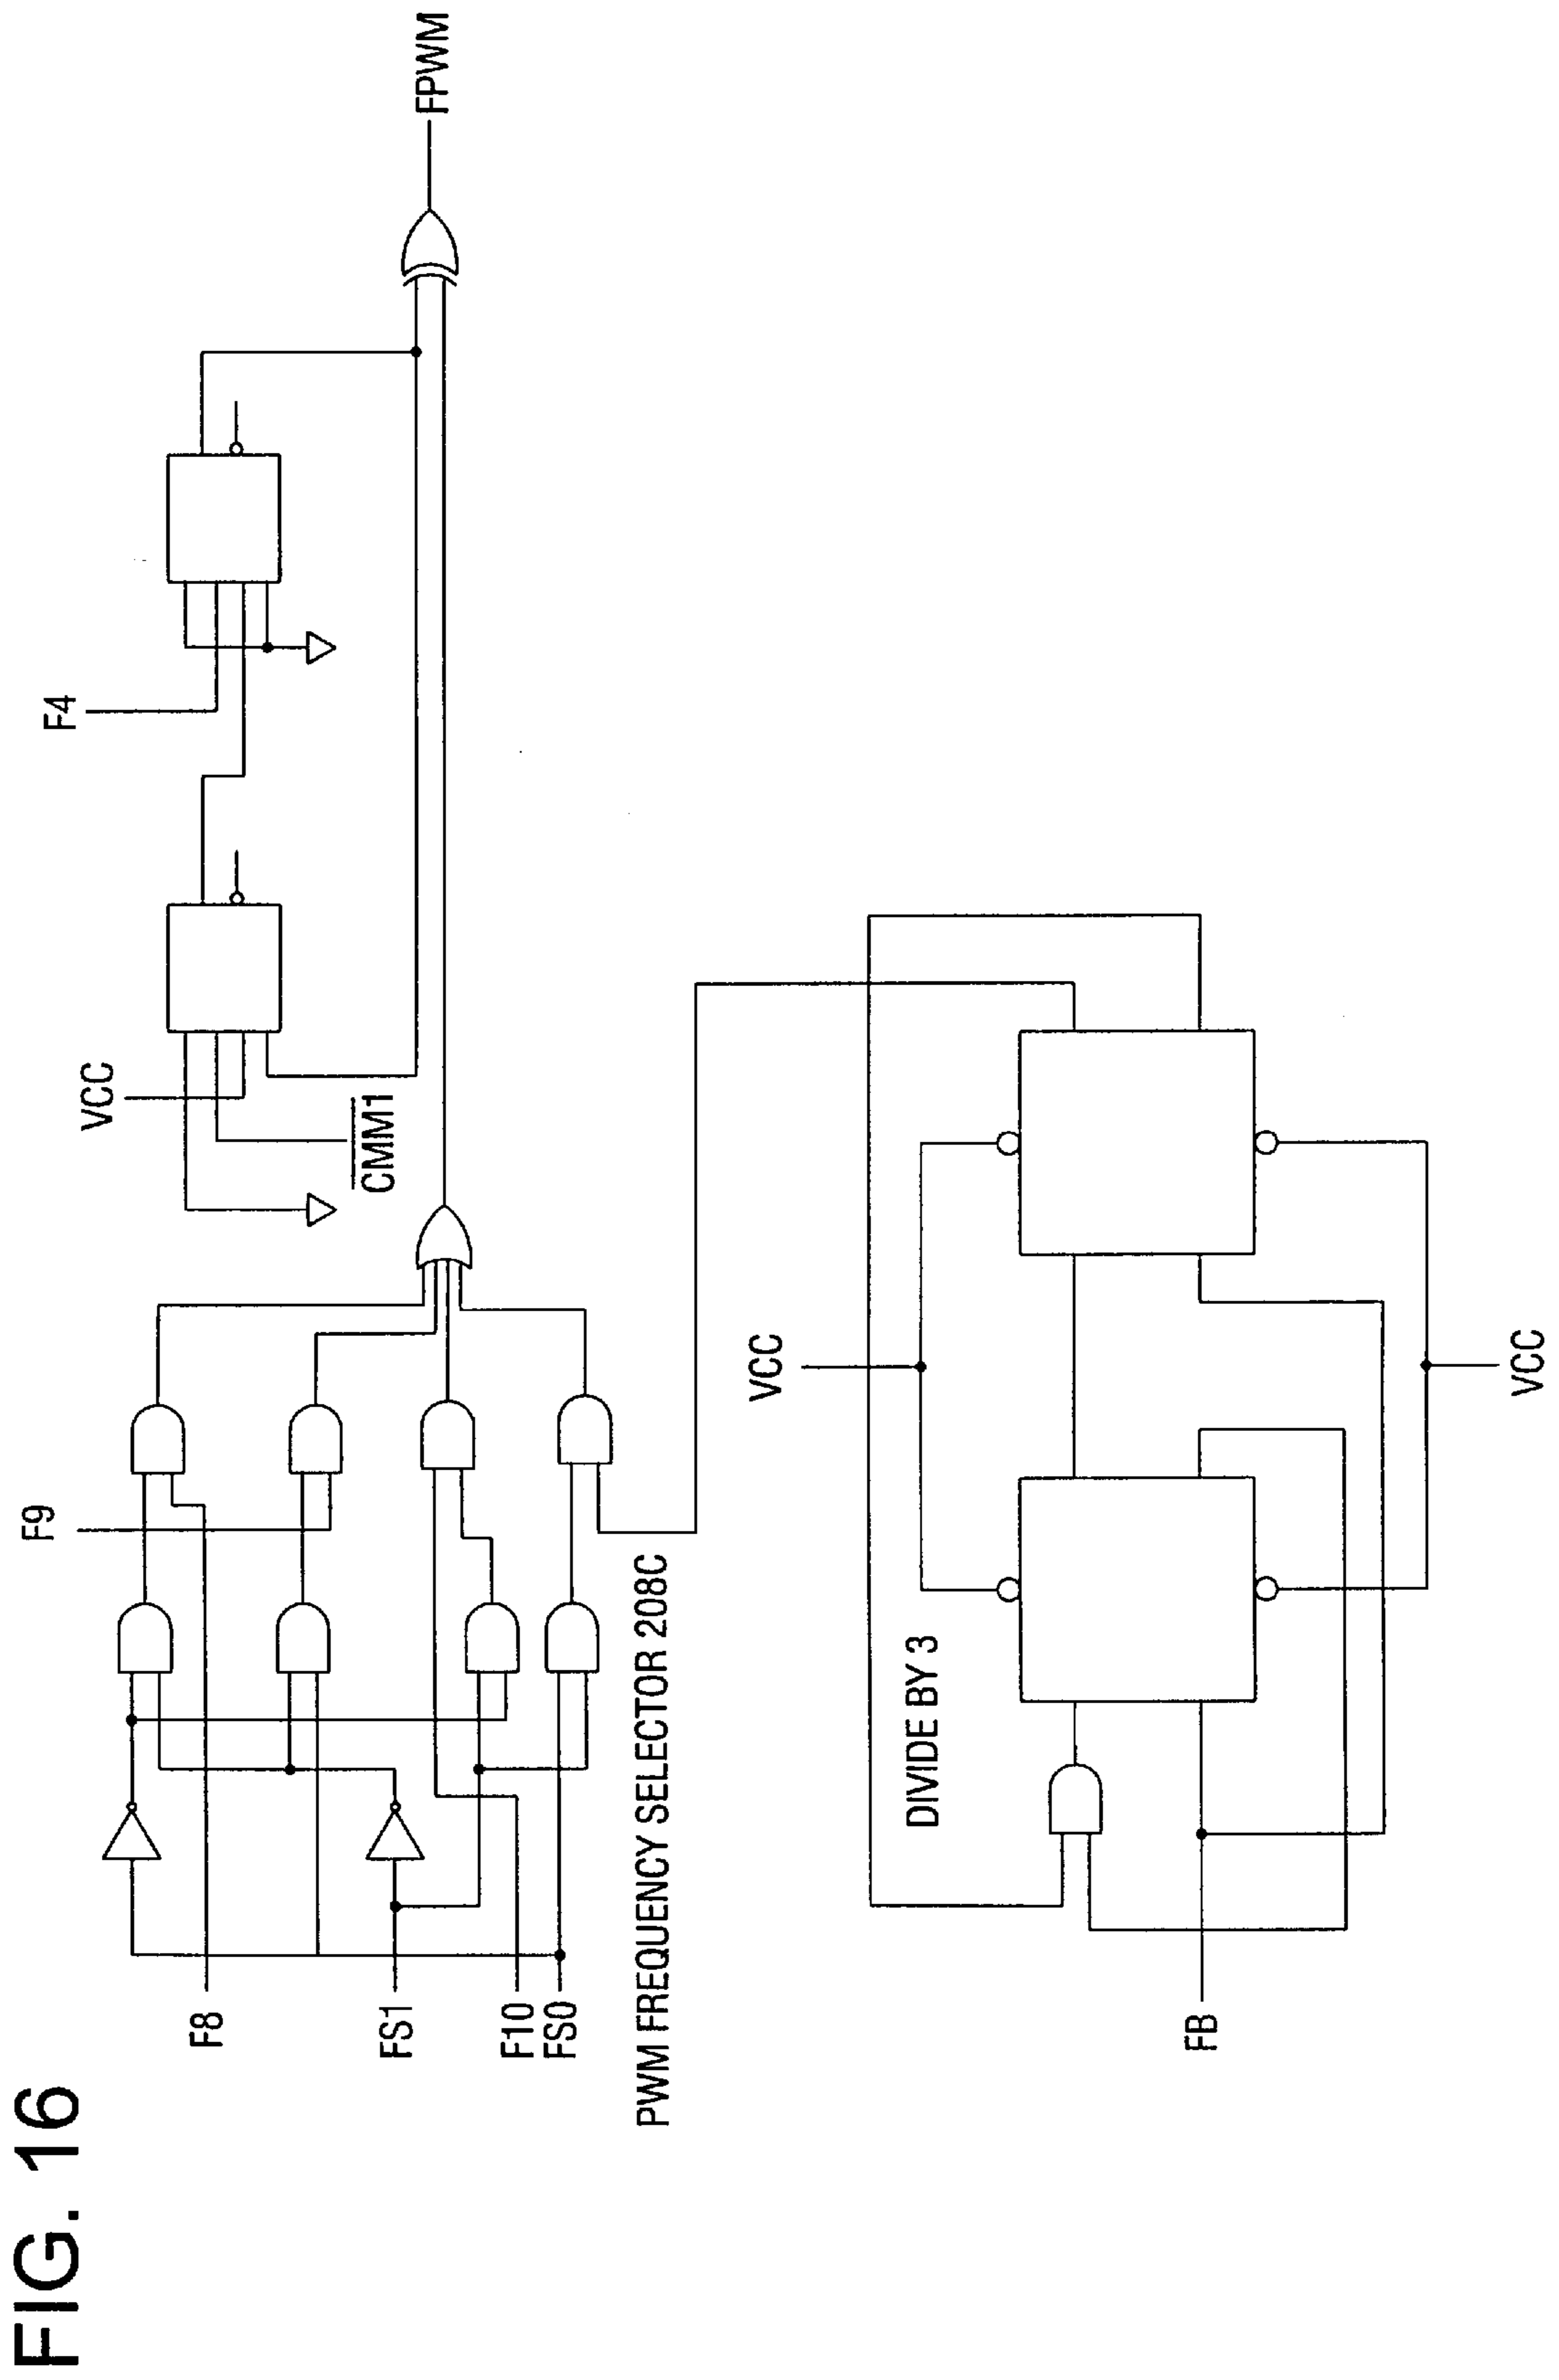 FIG. 16
F8
FS1
F10
FS0
F9
VCC
CMM1
F4
FPWM
PWM FREQUENCY SELECTOR 208C
DIVIDE BY 3
FB
VCC
VCC